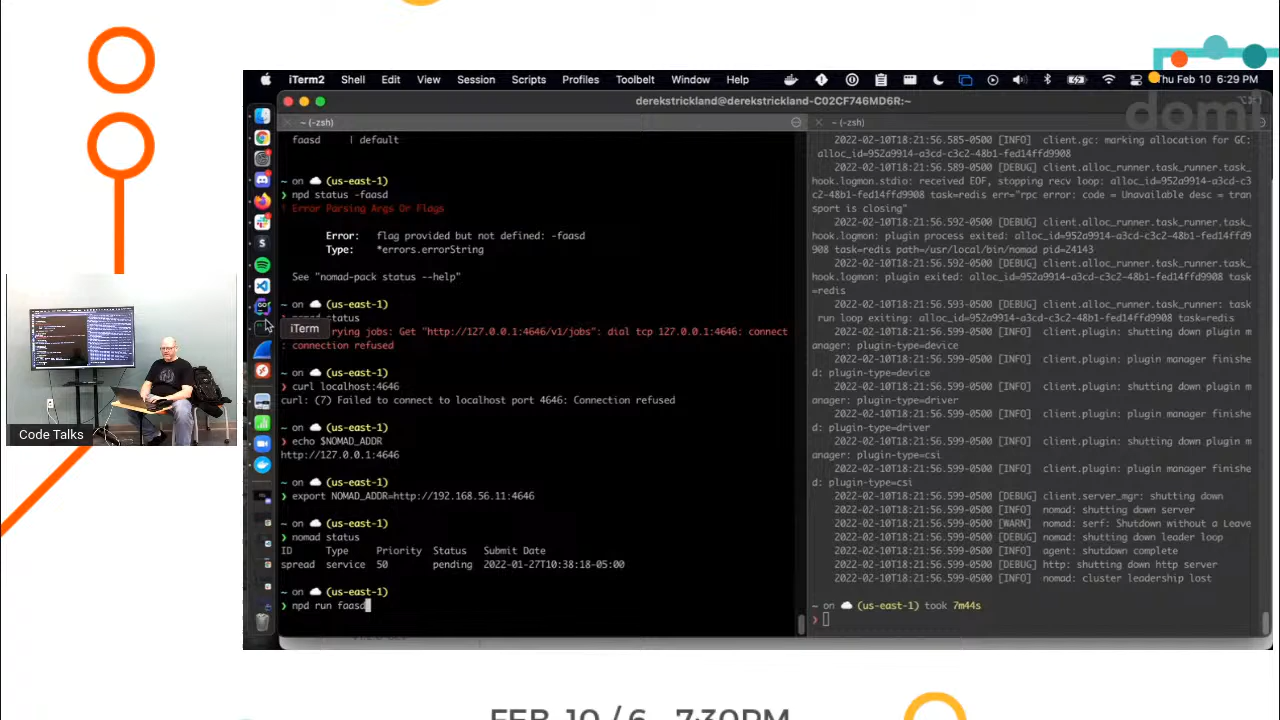 iTerm2 Shell Edit View Session Scripts Profiles Toolbelt Window Help
Thu Feb 10 6:29 PM
domi
derekstrickland@derekstrickland-C02CF746MD6R:~
~ (-zsh)
faasd | default
~ on (us-east-1)
❯ npd status -faasd
! Error Parsing Args Or Flags
Error: flag provided but not defined: -faasd
Type: *errors.errorString
See "nomad-pack status --help"
~ on (us-east-1)
status
iTerm
rying jobs: Get "http://127.0.0.1:4646/v1/jobs": dial tcp 127.0.0.1:4646: connect
: connection refused
~ on (us-east-1)
❯ curl localhost:4646
curl: (7) Failed to connect to localhost port 4646: Connection refused
~ on (us-east-1)
❯ echo $NOMAD_ADDR
http://127.0.0.1:4646
~ on (us-east-1)
❯ export NOMAD_ADDR=http://192.168.56.11:4646
~ on (us-east-1)
❯ nomad status
ID Type Priority Status Submit Date
spread service 50 pending 2022-01-27T10:38:18-05:00
~ on (us-east-1)
❯ npd run faasd
~ (-zsh)
2022-02-10T18:21:56.585-0500 [INFO] client.gc: marking allocation for GC:
alloc_id=952a9914-a3cd-c3c2-48b1-fed14ffd9908
2022-02-10T18:21:56.589-0500 [DEBUG] client.alloc_runner.task_runner.task_
hook.logmon.stdio: received EOF, stopping recv loop: alloc_id=952a9914-a3cd-c3
c2-48b1-fed14ffd9908 task=redis err="rpc error: code = Unavailable desc = tran
sport is closing"
2022-02-10T18:21:56.592-0500 [DEBUG] client.alloc_runner.task_runner.task_
hook.logmon: plugin process exited: alloc_id=952a9914-a3cd-c3c2-48b1-fed14ffd9
908 task=redis path=/usr/local/bin/nomad pid=24143
2022-02-10T18:21:56.592-0500 [DEBUG] client.alloc_runner.task_runner.task_
hook.logmon: plugin exited: alloc_id=952a9914-a3cd-c3c2-48b1-fed14ffd9908 task
=redis
2022-02-10T18:21:56.593-0500 [DEBUG] client.alloc_runner.task_runner: task
run loop exiting: alloc_id=952a9914-a3cd-c3c2-48b1-fed14ffd9908 task=redis
2022-02-10T18:21:56.599-0500 [INFO] client.plugin: shutting down plugin m
anager: plugin-type=device
2022-02-10T18:21:56.599-0500 [INFO] client.plugin: plugin manager finishe
d: plugin-type=device
2022-02-10T18:21:56.599-0500 [INFO] client.plugin: shutting down plugin m
anager: plugin-type=driver
2022-02-10T18:21:56.599-0500 [INFO] client.plugin: plugin manager finishe
d: plugin-type=driver
2022-02-10T18:21:56.599-0500 [INFO] client.plugin: shutting down plugin m
anager: plugin-type=csi
2022-02-10T18:21:56.599-0500 [INFO] client.plugin: plugin manager finishe
d: plugin-type=csi
2022-02-10T18:21:56.599-0500 [DEBUG] client.server_mgr: shutting down
2022-02-10T18:21:56.599-0500 [INFO] nomad: shutting down server
2022-02-10T18:21:56.599-0500 [WARN] nomad: serf: Shutdown without a Leave
2022-02-10T18:21:56.599-0500 [DEBUG] nomad: shutting down leader loop
2022-02-10T18:21:56.599-0500 [INFO] agent: shutdown complete
2022-02-10T18:21:56.599-0500 [DEBUG] http: shutting down http server
2022-02-10T18:21:56.599-0500 [INFO] nomad: cluster leadership lost
~ on (us-east-1) took 7m44s
❯
Code Talks
FEB 10 / 6 - 7:30PM